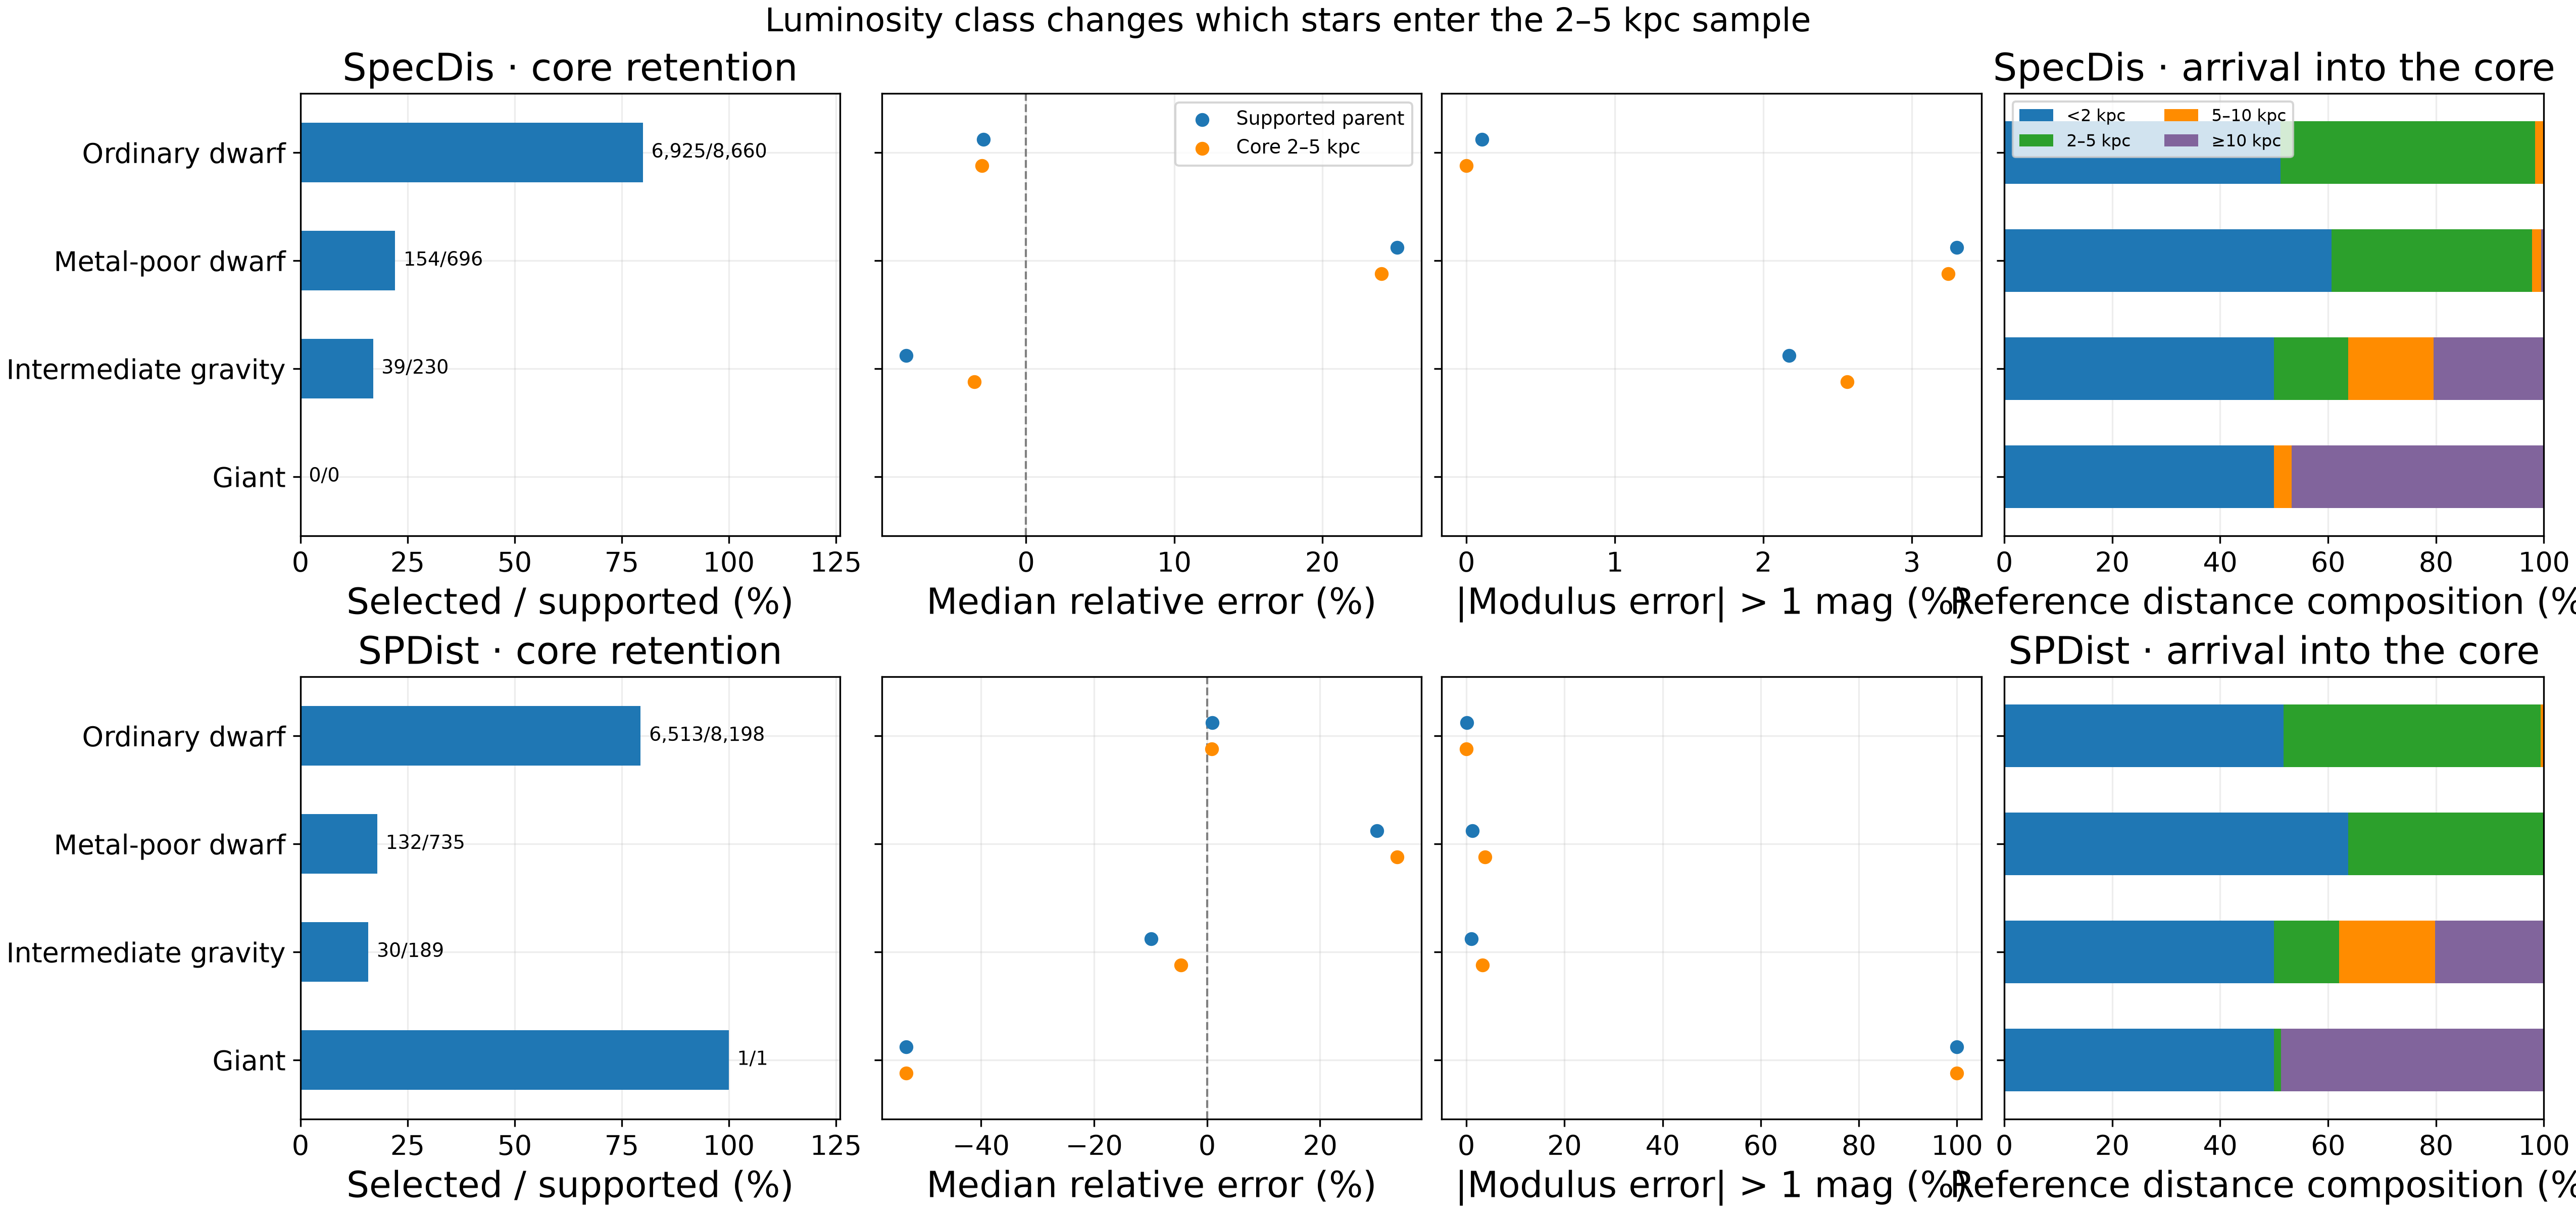 Luminosity class changes which stars enter the 2–5 kpc sample
SpecDis · core retention
SpecDis · arrival into the core
Ordinary dwarf
Metal-poor dwarf
Intermediate gravity
Giant
6,925/8,660
154/696
39/230
0/0
0 25 50 75 100 125
Selected / supported (%)
Supported parent
Core 2–5 kpc
0 10 20
Median relative error (%)
0 1 2 3
|Modulus error| > 1 mag (%)
<2 kpc 5–10 kpc
2–5 kpc ≥10 kpc
0 20 40 60 80 100
Reference distance composition (%
SPDist · core retention
SPDist · arrival into the core
Ordinary dwarf
Metal-poor dwarf
Intermediate gravity
Giant
6,513/8,198
132/735
30/189
1/1
0 25 50 75 100 125
Selected / supported (%)
−40 −20 0 20
Median relative error (%)
0 20 40 60 80 100
|Modulus error| > 1 mag (%)
0 20 40 60 80 100
Reference distance composition (%